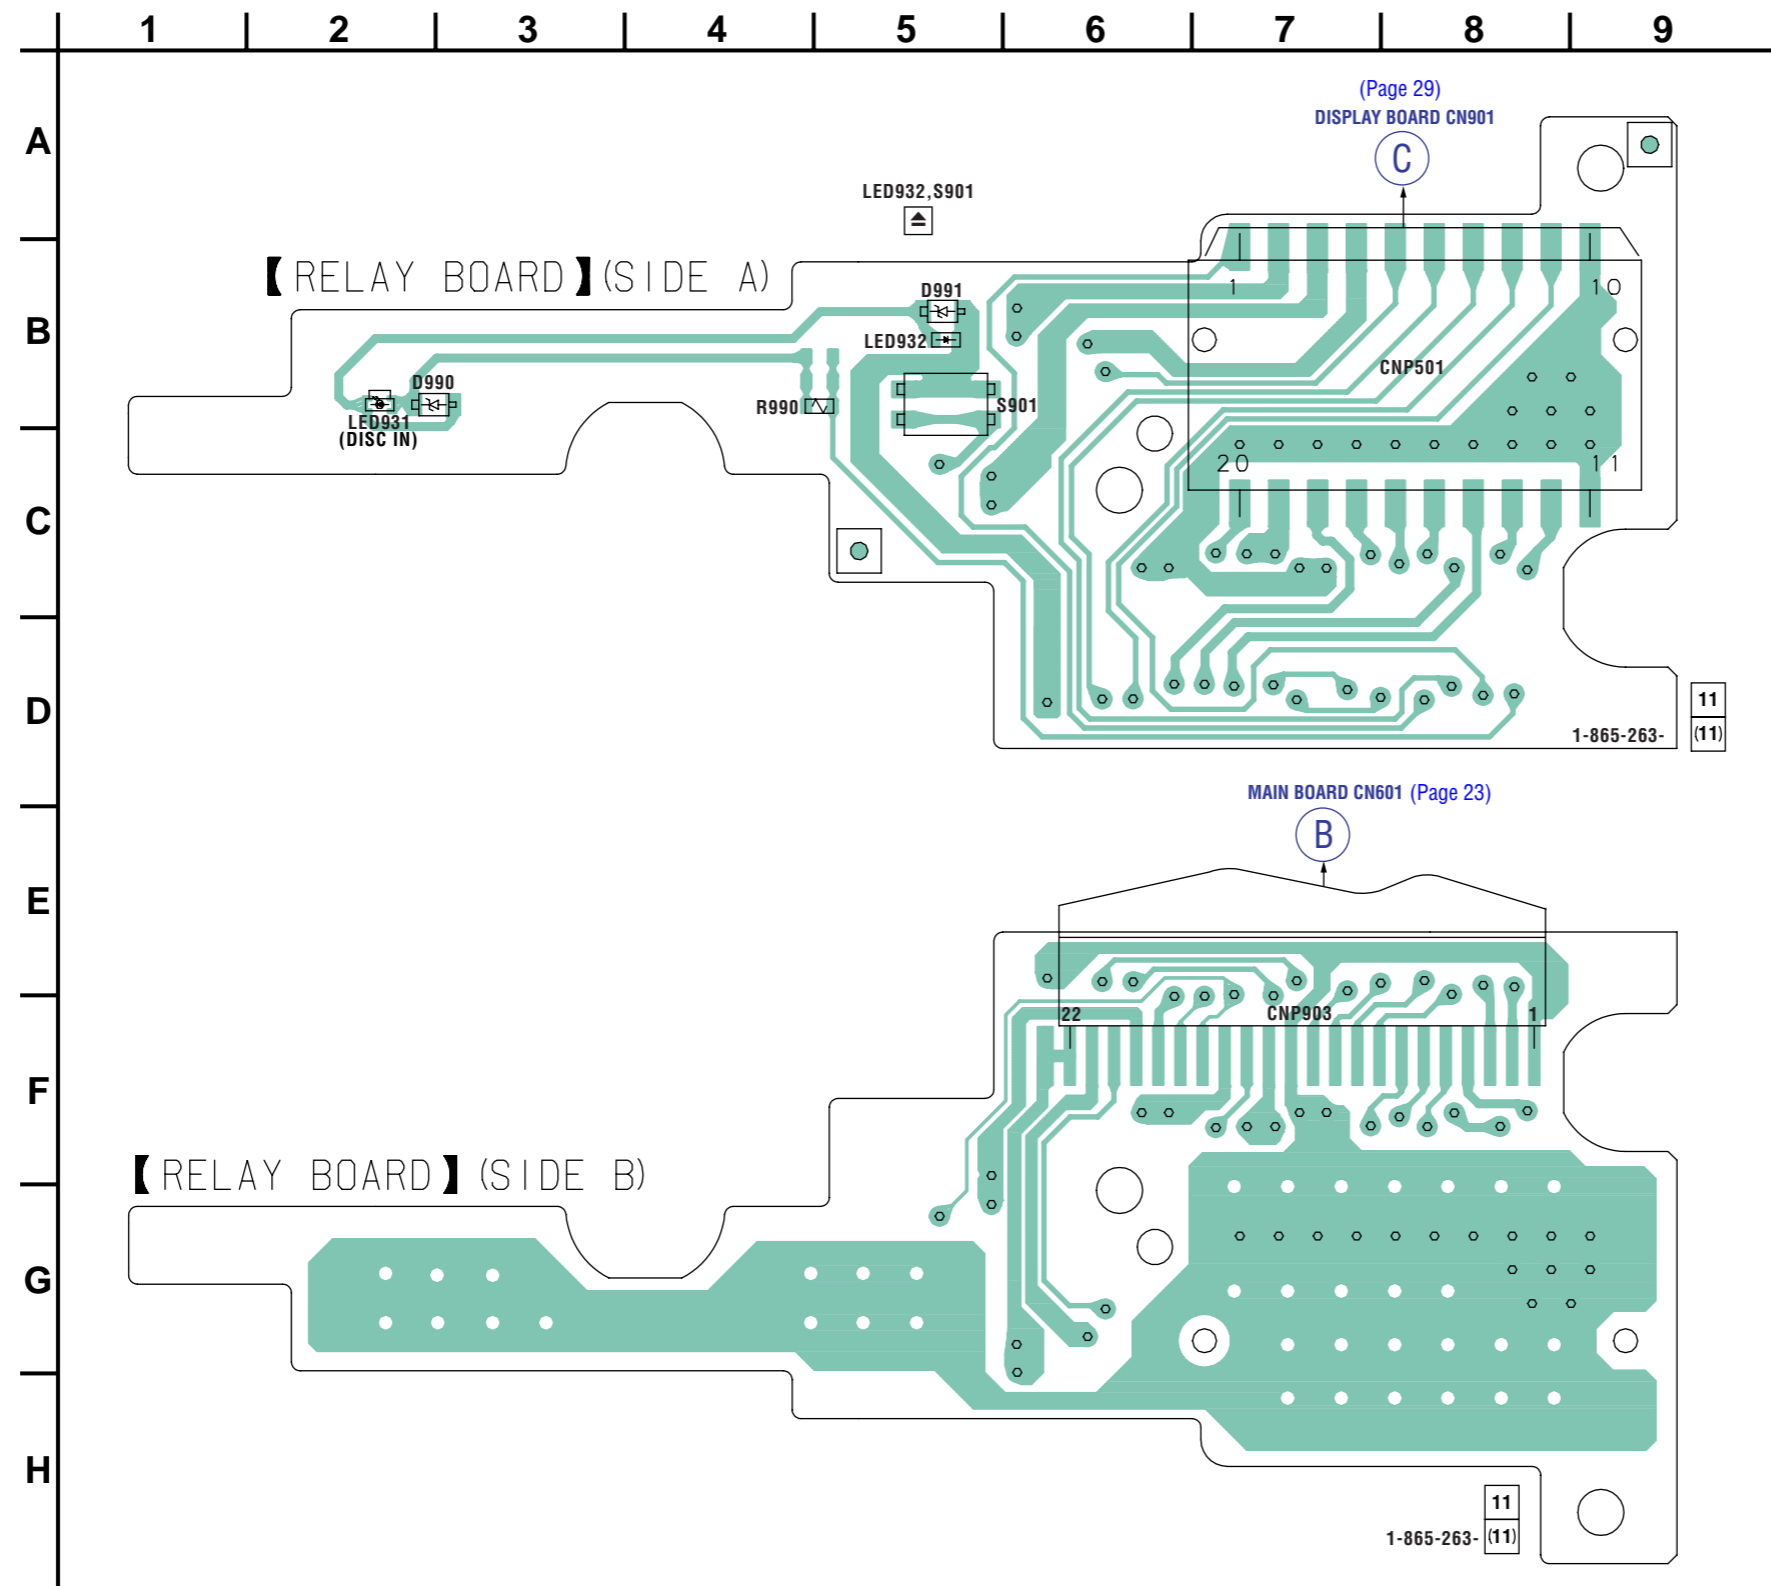 1 2 3 4 5 6 7 8 9
A
B
C
D
E
F
G
H
(Page 29)
DISPLAY BOARD CN901
C
LED932,S901
【RELAY BOARD】(SIDE A)
D991
LED932
1
10
CNP501
D990
R990
S901
LED931
(DISC IN)
20
11
11
1-865-263- (11)
MAIN BOARD CN601 (Page 23)
B
22
CNP903
1
【RELAY BOARD】(SIDE B)
11
1-865-263- (11)